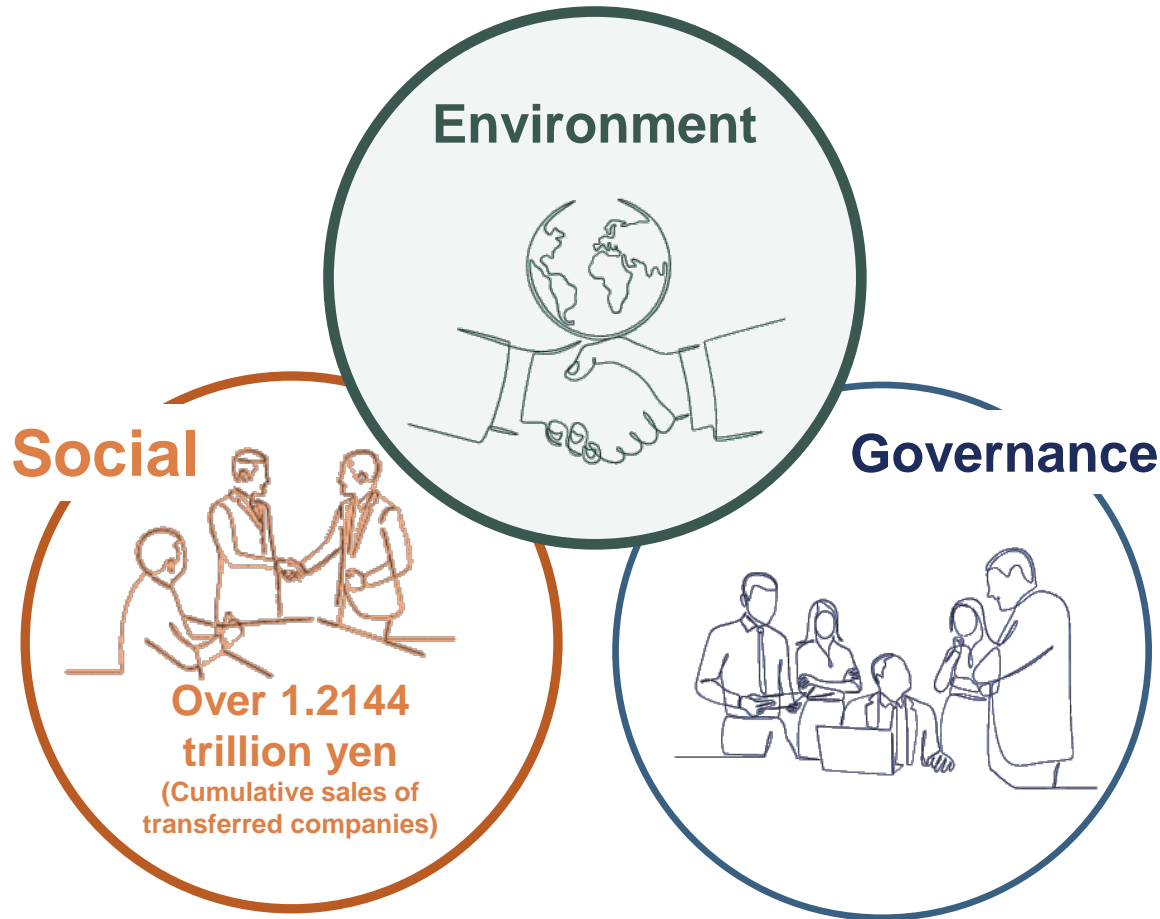 Environment
Social
Governance
Over 1.2144
trillion yen
(Cumulative sales of
transferred companies)